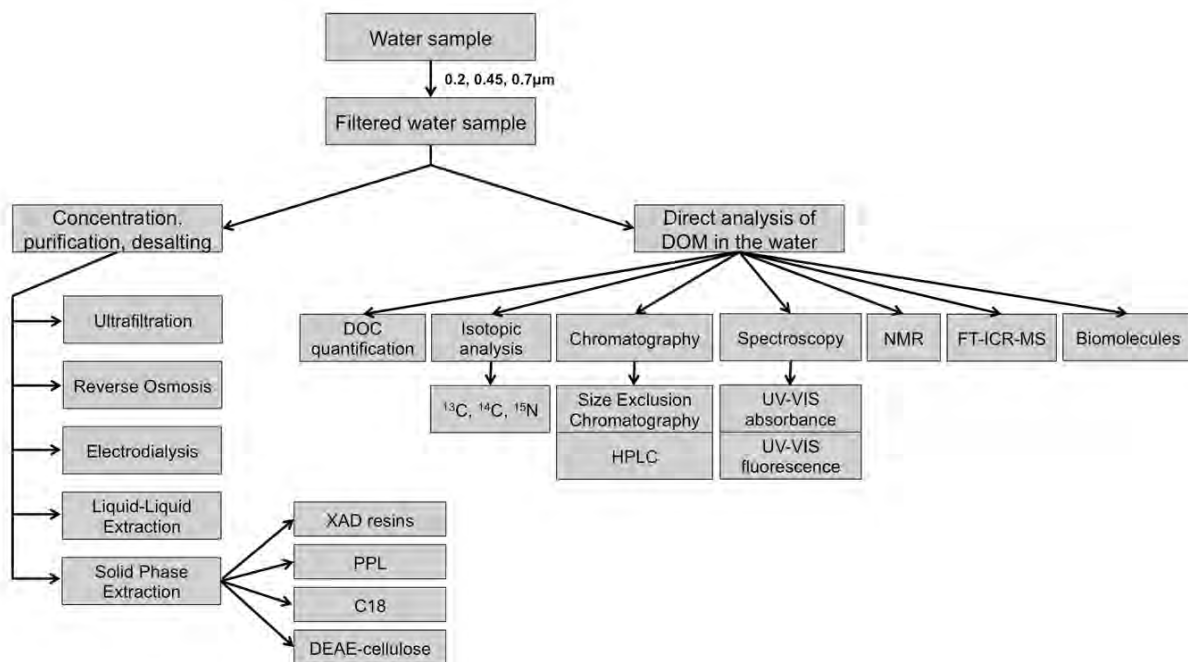 Water sample
0.2, 0.45, 0.7µm
Filtered water sample
Concentration.
purification, desalting
Direct analysis of
DOM in the water
Ultrafiltration
Reverse Osmosis
Electrodialysis
Liquid-Liquid
Extraction
Solid Phase
Extraction
XAD resins
PPL
C18
DEAE-cellulose
DOC
quantification
Isotopic
analysis
¹³C, ¹⁴C, ¹⁵N
Chromatography
Size Exclusion
Chromatography
HPLC
Spectroscopy
UV-VIS
absorbance
UV-VIS
fluorescence
NMR
FT-ICR-MS
Biomolecules